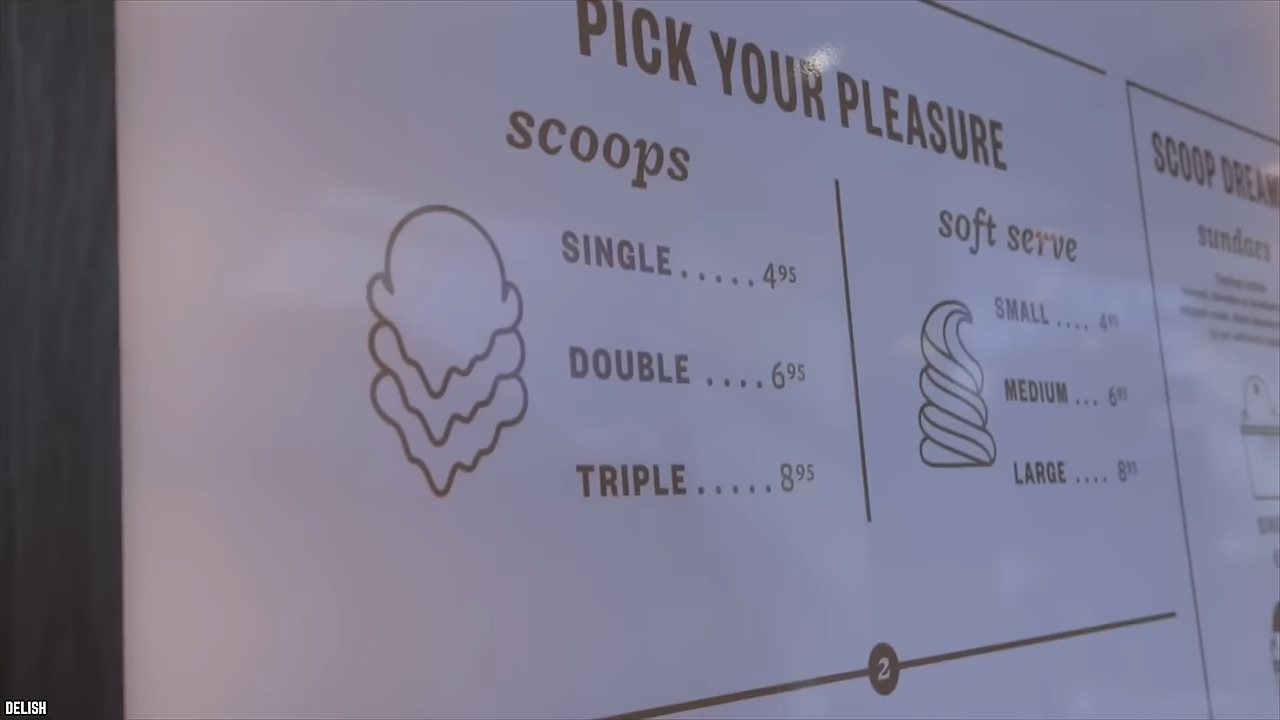 PICK YOUR PLEASURE
scoops
SINGLE.....4.95
DOUBLE ....6.95
TRIPLE.....8.95
soft serve
SMALL .... 4.95
MEDIUM ... 6.95
LARGE .... 8.95
2
SCOOP DREAM
sundaes
DELISH